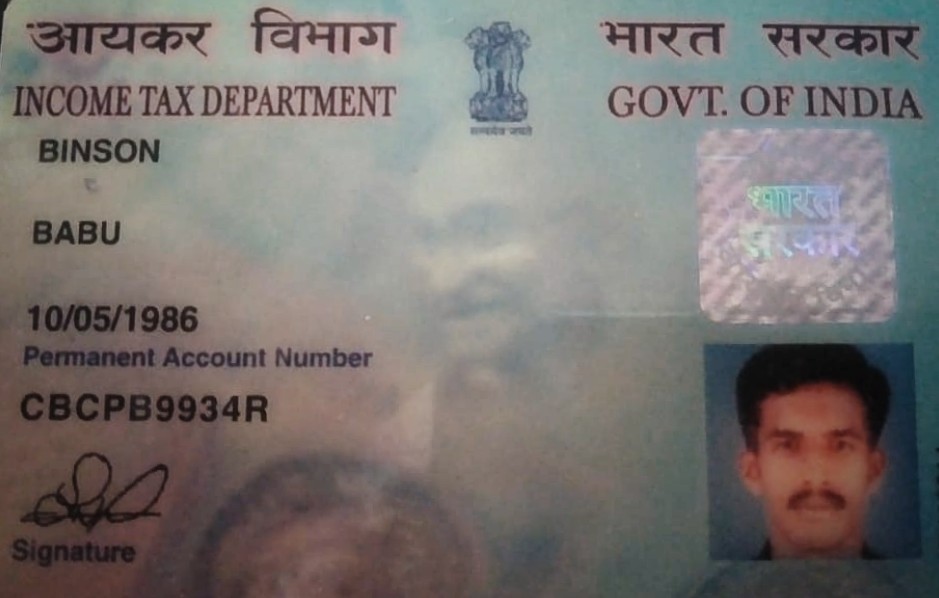 आयकर विभाग
भारत सरकार
INCOME TAX DEPARTMENT
GOVT. OF INDIA
सत्यमेव जयते
BINSON
BABU
भारत
सरकार
10/05/1986
Permanent Account Number
CBCPB9934R
Signature